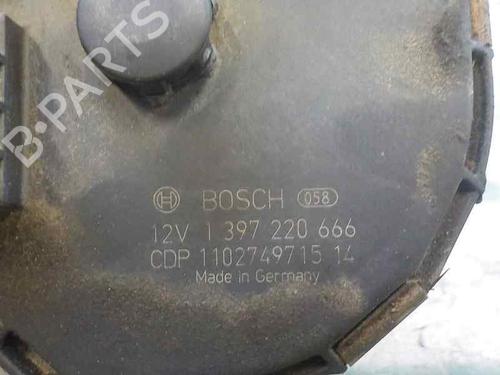 B-PARTS
BOSCH 058
12V 1 397 220 666
CDP 1102749715 14
Made in Germany